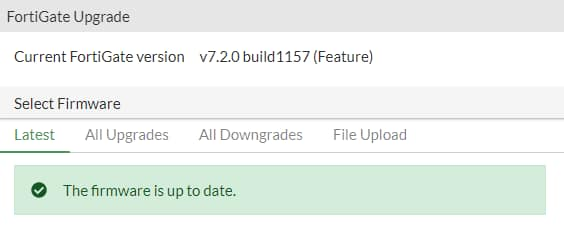 FortiGate Upgrade
Current FortiGate version v7.2.0 build1157 (Feature)
Select Firmware
Latest All Upgrades All Downgrades File Upload
The firmware is up to date.